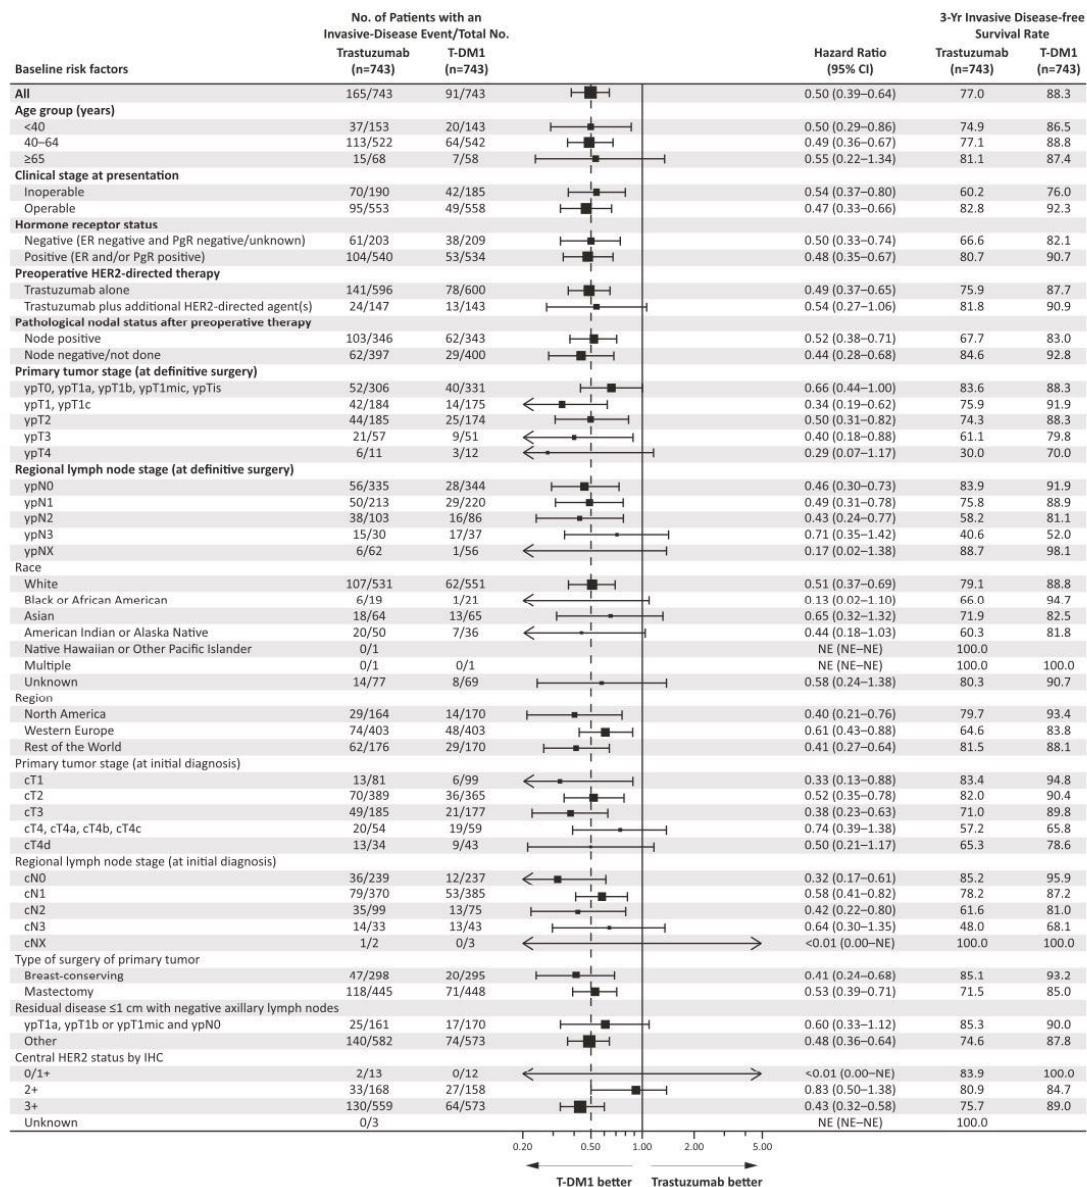 No. of Patients with an 3-Yr Invasive Disease-free
Invasive-Disease Event/Total No. Survival Rate
Trastuzumab T-DM1 Hazard Ratio Trastuzumab T-DM1
Baseline risk factors (n=743) (n=743) (95% CI) (n=743) (n=743)
All 165/743 91/743 0.50 (0.39–0.64) 77.0 88.3
Age group (years)
<40 37/153 20/143 0.50 (0.29–0.86) 74.9 86.5
40–64 113/522 64/542 0.49 (0.36–0.67) 77.1 88.8
≥65 15/68 7/58 0.55 (0.22–1.34) 81.1 87.4
Clinical stage at presentation
Inoperable 70/190 42/185 0.54 (0.37–0.80) 60.2 76.0
Operable 95/553 49/558 0.47 (0.33–0.66) 82.8 92.3
Hormone receptor status
Negative (ER negative and PgR negative/unknown) 61/203 38/209 0.50 (0.33–0.74) 66.6 82.1
Positive (ER and/or PgR positive) 104/540 53/534 0.48 (0.35–0.67) 80.7 90.7
Preoperative HER2-directed therapy
Trastuzumab alone 141/596 78/600 0.49 (0.37–0.65) 75.9 87.7
Trastuzumab plus additional HER2-directed agent(s) 24/147 13/143 0.54 (0.27–1.06) 81.8 90.9
Pathological nodal status after preoperative therapy
Node positive 103/346 62/343 0.52 (0.38–0.71) 67.7 83.0
Node negative/not done 62/397 29/400 0.44 (0.28–0.68) 84.6 92.8
Primary tumor stage (at definitive surgery)
ypT0, ypT1a, ypT1b, ypT1mic, ypTis 52/306 40/331 0.66 (0.44–1.00) 83.6 88.3
ypT1, ypT1c 42/184 14/175 0.34 (0.19–0.62) 75.9 91.9
ypT2 44/185 25/174 0.50 (0.31–0.82) 74.3 88.3
ypT3 21/57 9/51 0.40 (0.18–0.88) 61.1 79.8
ypT4 6/11 3/12 0.29 (0.07–1.17) 30.0 70.0
Regional lymph node stage (at definitive surgery)
ypN0 56/335 28/344 0.46 (0.30–0.73) 83.9 91.9
ypN1 50/213 29/220 0.49 (0.31–0.78) 75.8 88.9
ypN2 38/103 16/86 0.43 (0.24–0.77) 58.2 81.1
ypN3 15/30 17/37 0.71 (0.35–1.42) 40.6 52.0
ypNX 6/62 1/56 0.17 (0.02–1.38) 88.7 98.1
Race
White 107/531 62/551 0.51 (0.37–0.69) 79.1 88.8
Black or African American 6/19 1/21 0.13 (0.02–1.10) 66.0 94.7
Asian 18/64 13/65 0.65 (0.32–1.32) 71.9 82.5
American Indian or Alaska Native 20/50 7/36 0.44 (0.18–1.03) 60.3 81.8
Native Hawaiian or Other Pacific Islander 0/1 NE (NE–NE) 100.0
Multiple 0/1 0/1 NE (NE–NE) 100.0 100.0
Unknown 14/77 8/69 0.58 (0.24–1.38) 80.3 90.7
Region
North America 29/164 14/170 0.40 (0.21–0.76) 79.7 93.4
Western Europe 74/403 48/403 0.61 (0.43–0.88) 64.6 83.8
Rest of the World 62/176 29/170 0.41 (0.27–0.64) 81.5 88.1
Primary tumor stage (at initial diagnosis)
cT1 13/81 6/99 0.33 (0.13–0.88) 83.4 94.8
cT2 70/389 36/365 0.52 (0.35–0.78) 82.0 90.4
cT3 49/185 21/177 0.38 (0.23–0.63) 71.0 89.8
cT4, cT4a, cT4b, cT4c 20/54 19/59 0.74 (0.39–1.38) 57.2 65.8
cT4d 13/34 9/43 0.50 (0.21–1.17) 65.3 78.6
Regional lymph node stage (at initial diagnosis)
cN0 36/239 12/237 0.32 (0.17–0.61) 85.2 95.9
cN1 79/370 53/385 0.58 (0.41–0.82) 78.2 87.2
cN2 35/99 13/75 0.42 (0.22–0.80) 61.6 81.0
cN3 14/33 13/43 0.64 (0.30–1.35) 48.0 68.1
cNX 1/2 0/3 <0.01 (0.00–NE) 100.0 100.0
Type of surgery of primary tumor
Breast-conserving 47/298 20/295 0.41 (0.24–0.68) 85.1 93.2
Mastectomy 118/445 71/448 0.53 (0.39–0.71) 71.5 85.0
Residual disease ≤1 cm with negative axillary lymph nodes
ypT1a, ypT1b or ypT1mic and ypN0 25/161 17/170 0.60 (0.33–1.12) 85.3 90.0
Other 140/582 74/573 0.48 (0.36–0.64) 74.6 87.8
Central HER2 status by IHC
0/1+ 2/13 0/12 <0.01 (0.00–NE) 83.9 100.0
2+ 33/168 27/158 0.83 (0.50–1.38) 80.9 84.7
3+ 130/559 64/573 0.43 (0.32–0.58) 75.7 89.0
Unknown 0/3 NE (NE–NE) 100.0
0.20 0.50 1.00 2.00 5.00
T-DM1 better Trastuzumab better